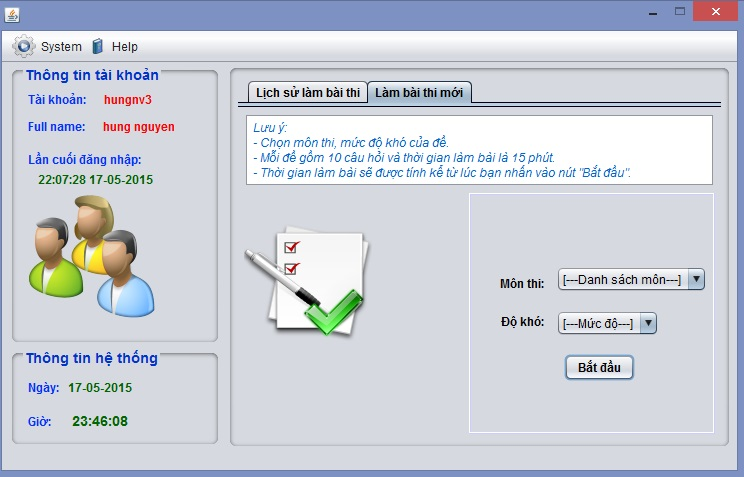 System Help
Thông tin tài khoản
Tài khoản: hungnv3
Full name: hung nguyen
Lần cuối đăng nhập:
22:07:28 17-05-2015
Thông tin hệ thống
Ngày: 17-05-2015
Giờ: 23:46:08
Lịch sử làm bài thi
Làm bài thi mới
Lưu ý:
- Chọn môn thi, mức độ khó của đề.
- Mỗi đề gồm 10 câu hỏi và thời gian làm bài là 15 phút.
- Thời gian làm bài sẽ được tính kể từ lúc bạn nhấn vào nút "Bắt đầu".
Môn thi: [---Danh sách môn---]
Độ khó: [---Mức độ---]
Bắt đầu